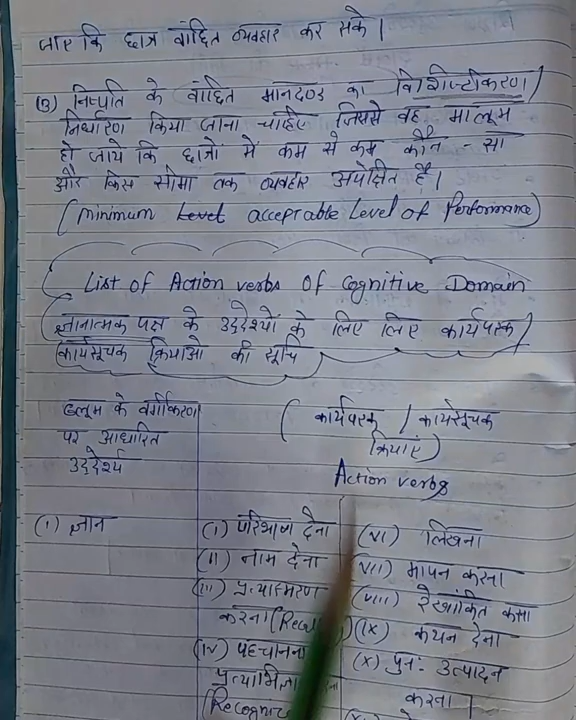 जाए कि छात्र वांछित व्यवहार कर सके।
(3) निष्पति के वांछित मानदण्ड का विशिष्टीकरण/
निर्धारण किया जाना चाहिए जिससे यह मालूम
हो जाये कि छात्रों में कम से कम कौन - सा
और किस सीमा तक व्यवहार अपेक्षित है।
(minimum Level acceptable Level of Performance)
List of Action verbs of Cognitive Domain
ज्ञानात्मक पक्ष के उद्देश्यों के लिए लिए कार्यपरक/
कार्यसूचक क्रियाओ की सूचि
ब्लूम के वर्गीकरण
पर आधारित
उद्देश्य
(कार्यपरक / कार्यसूचक
क्रियाएं)
Action verbs
(i) ज्ञान
(i) परिभाषा देना
(ii) नाम देना
(iii) प्रत्यास्मरण
करना (Recall)
(iv) पहचानना
(vi) लिखना
(vii) मापन करना
(viii) रेखांकित करना
(ix) कथन देना
(x) पुनः उत्पादन
करना